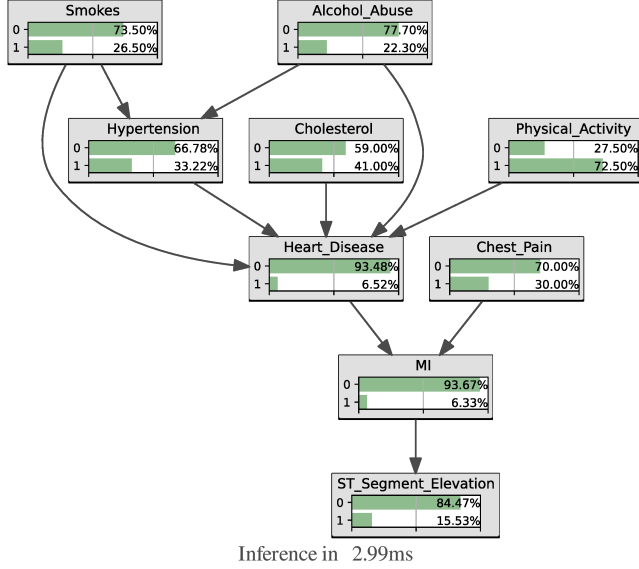 Smokes
0 73.50%
1 26.50%
Alcohol_Abuse
0 77.70%
1 22.30%
Hypertension
0 66.78%
1 33.22%
Cholesterol
0 59.00%
1 41.00%
Physical_Activity
0 27.50%
1 72.50%
Heart_Disease
0 93.48%
1 6.52%
Chest_Pain
0 70.00%
1 30.00%
MI
0 93.67%
1 6.33%
ST_Segment_Elevation
0 84.47%
1 15.53%
Inference in 2.99ms